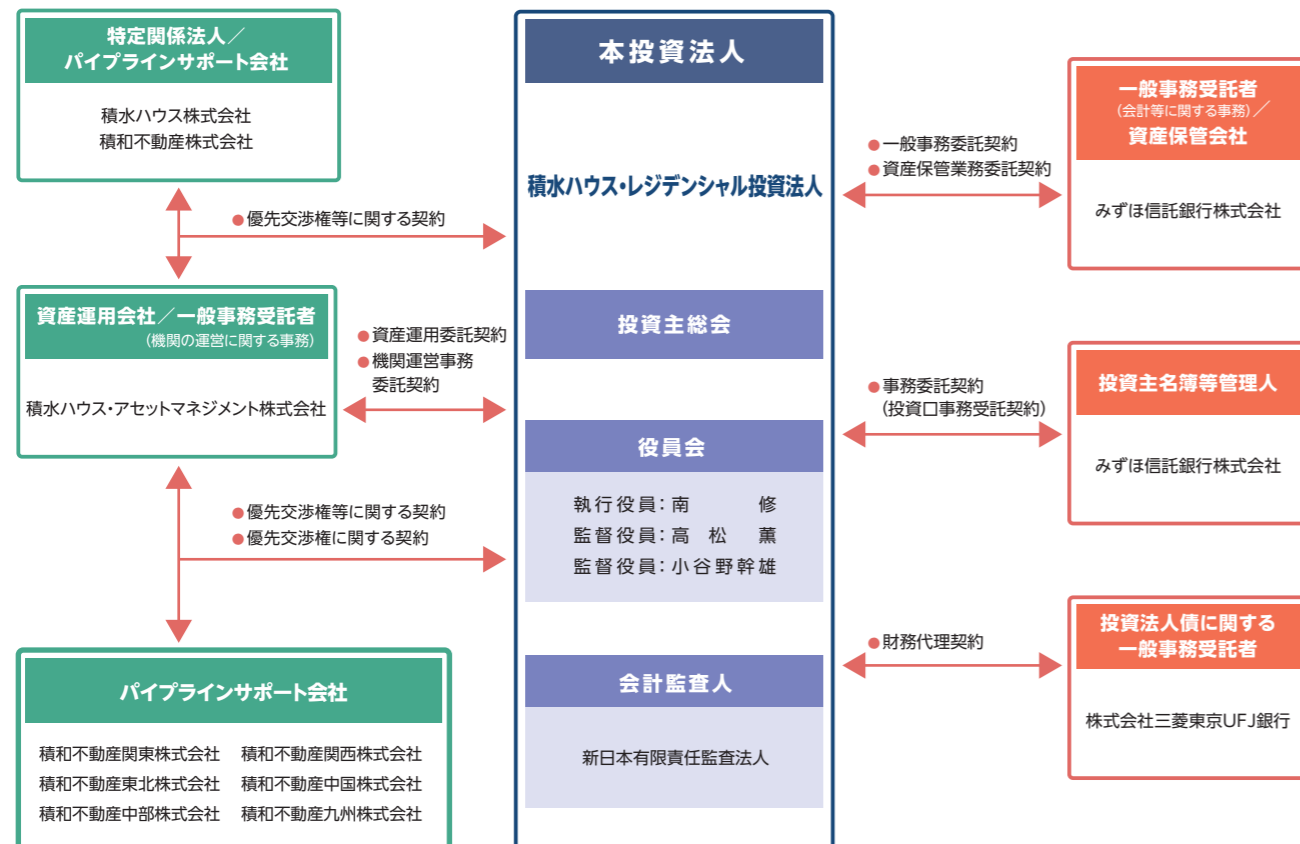 特定関係法人／
パイプラインサポート会社
積水ハウス株式会社
積和不動産株式会社
●優先交渉権等に関する契約
資産運用会社／一般事務受託者
(機関の運営に関する事務)
積水ハウス・アセットマネジメント株式会社
●資産運用委託契約
●機関運営事務
委託契約
●優先交渉権等に関する契約
●優先交渉権に関する契約
パイプラインサポート会社
積和不動産関東株式会社 積和不動産関西株式会社
積和不動産東北株式会社 積和不動産中国株式会社
積和不動産中部株式会社 積和不動産九州株式会社
本投資法人
積水ハウス・レジデンシャル投資法人
投資主総会
役員会
執行役員：南 修
監督役員：高松 薫
監督役員：小谷野幹雄
会計監査人
新日本有限責任監査法人
●一般事務委託契約
●資産保管業務委託契約
一般事務受託者
(会計等に関する事務)／
資産保管会社
みずほ信託銀行株式会社
●事務委託契約
(投資口事務受託契約)
投資主名簿等管理人
みずほ信託銀行株式会社
●財務代理契約
投資法人債に関する
一般事務受託者
株式会社三菱東京UFJ銀行